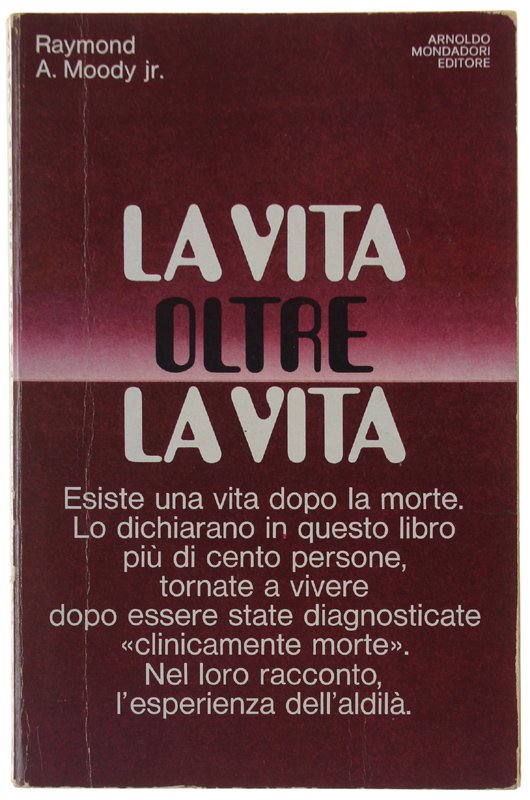 Raymond
A. Moody jr.
ARNOLDO
MONDADORI
EDITORE
LA VITA
OLTRE
LA VITA
Esiste una vita dopo la morte.
Lo dichiarano in questo libro
più di cento persone,
tornate a vivere
dopo essere state diagnosticate
«clinicamente morte».
Nel loro racconto,
l'esperienza dell'aldilà.